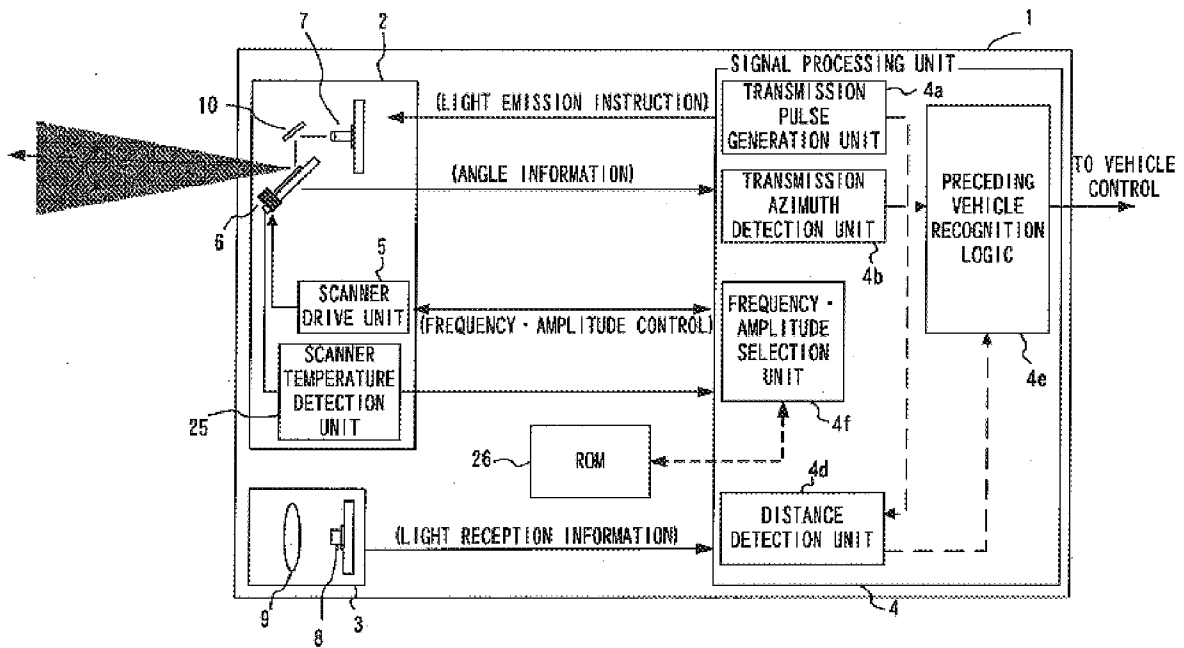 1
2
7
10
SIGNAL PROCESSING UNIT
4a
(LIGHT EMISSION INSTRUCTION)
TRANSMISSION
PULSE
GENERATION UNIT
(ANGLE INFORMATION)
TRANSMISSION
AZIMUTH
DETECTION UNIT
4b
PRECEDING
VEHICLE
RECOGNITION
LOGIC
4e
TO VEHICLE
CONTROL
6
5
SCANNER
DRIVE UNIT
(FREQUENCY・AMPLITUDE CONTROL)
FREQUENCY・
AMPLITUDE
SELECTION
UNIT
4f
SCANNER
TEMPERATURE
DETECTION
UNIT
25
26
ROM
4d
DISTANCE
DETECTION UNIT
(LIGHT RECEPTION INFORMATION)
9
8
3
4